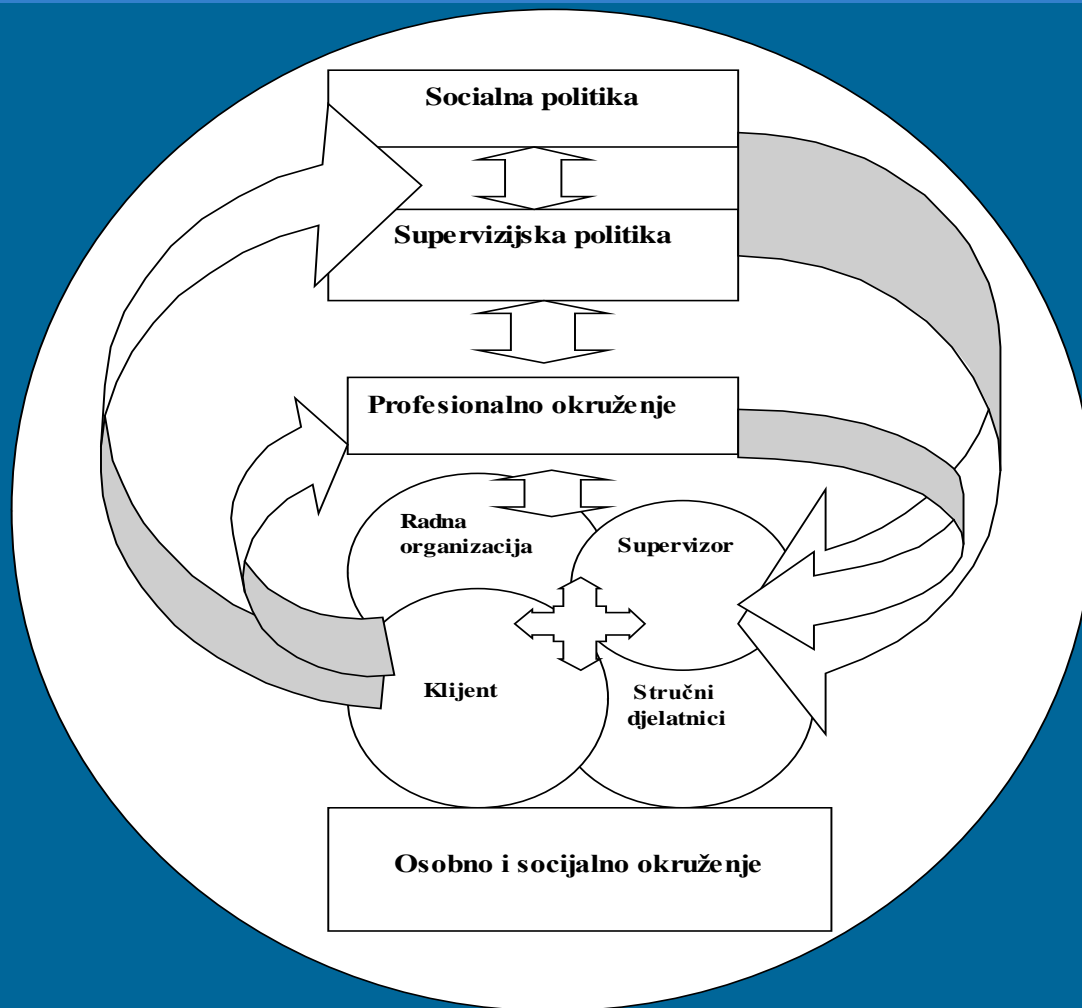 Socialna politika
Supervizijska politika
Profesionalno okruženje
Radna
organizacija
Supervizor
Klijent
Stručni
djelatnici
Osobno i socijalno okruženje